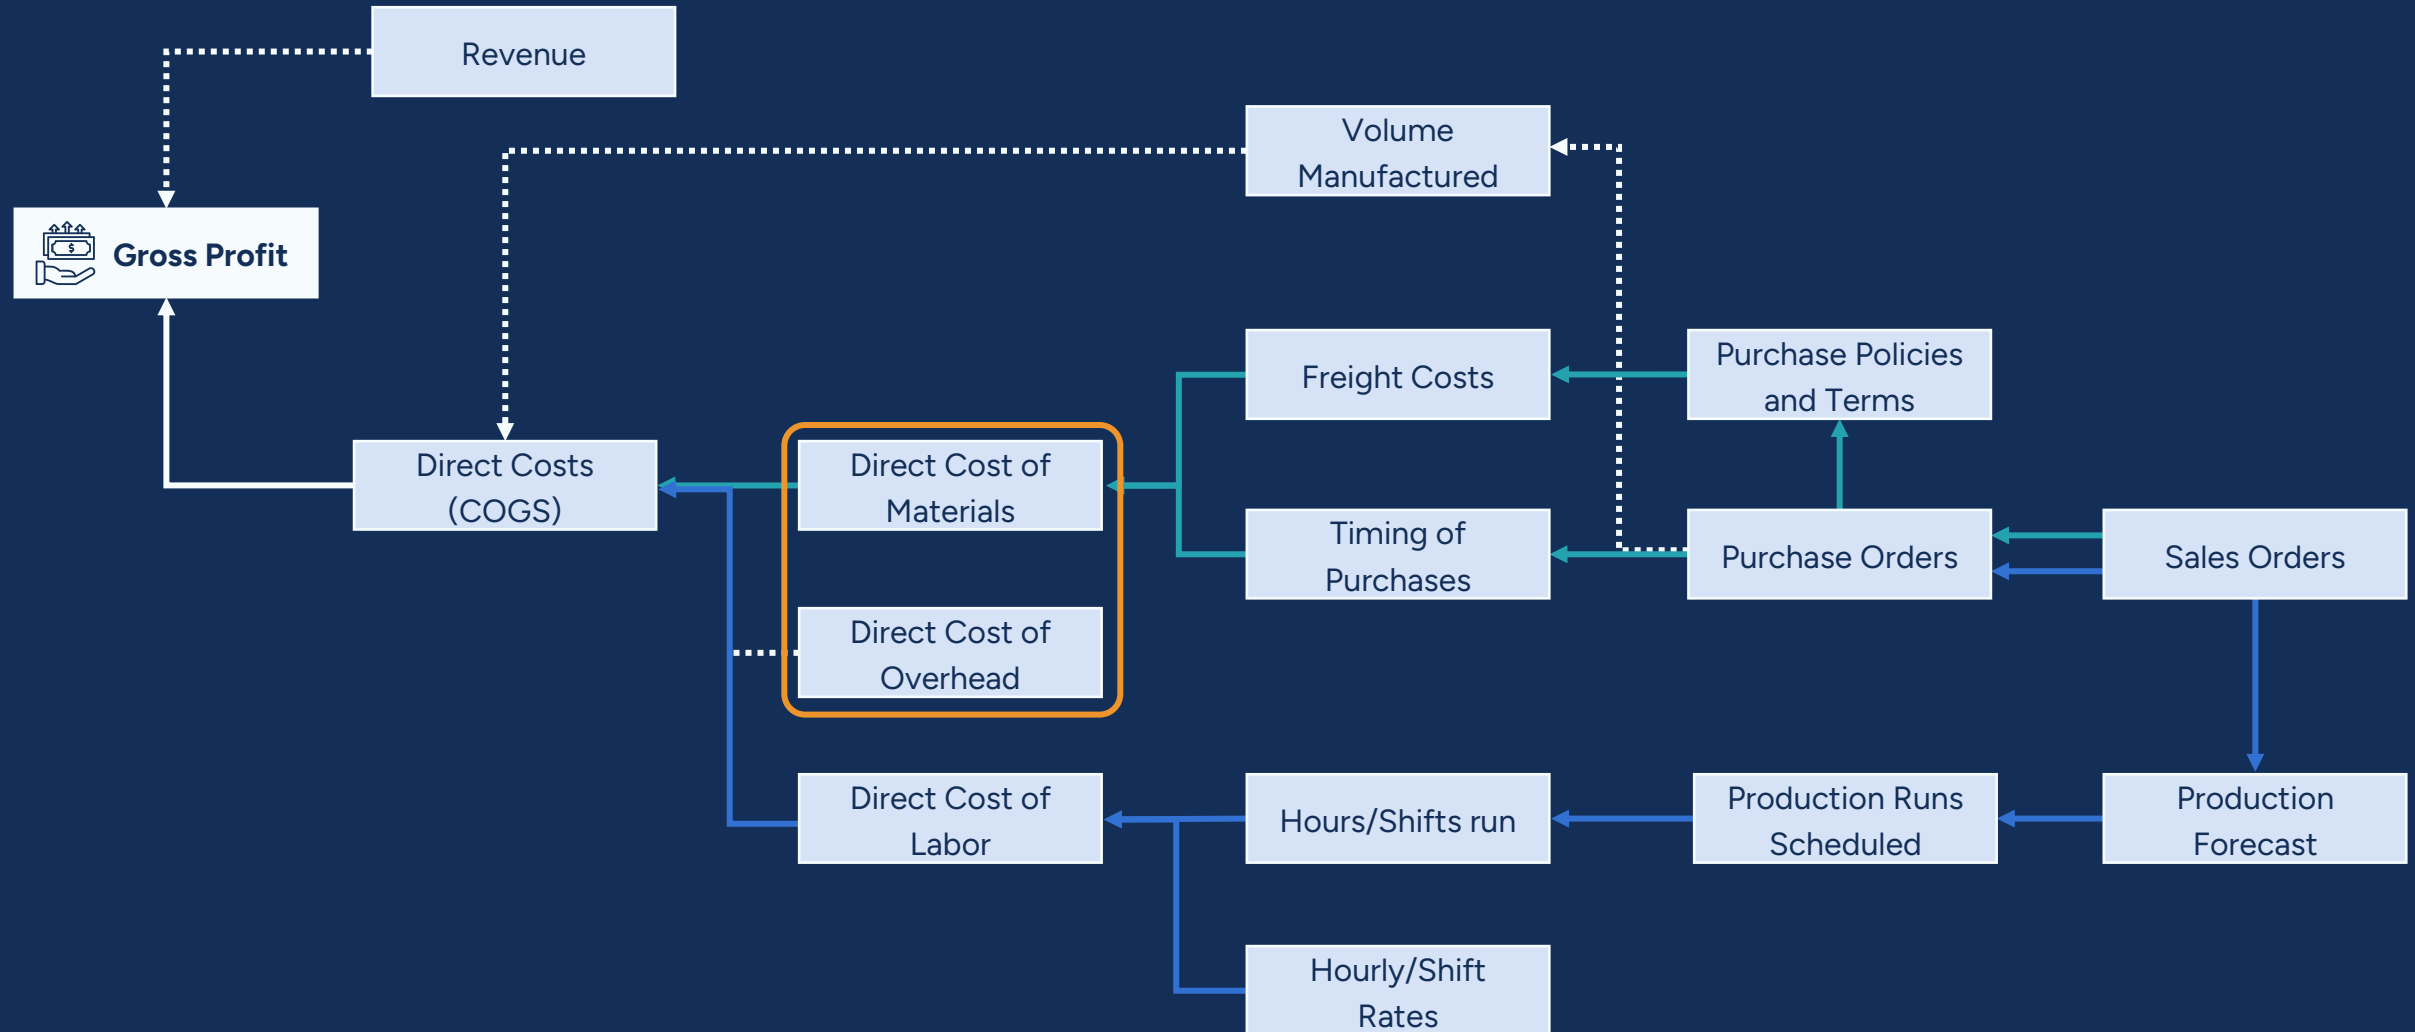 Revenue
Volume
Manufactured
$
Gross Profit
Freight Costs
Purchase Policies
and Terms
Direct Costs
(COGS)
Direct Cost of
Materials
Timing of
Purchases
Purchase Orders
Sales Orders
Direct Cost of
Overhead
Direct Cost of
Labor
Hours/Shifts run
Production Runs
Scheduled
Production
Forecast
Hourly/Shift
Rates